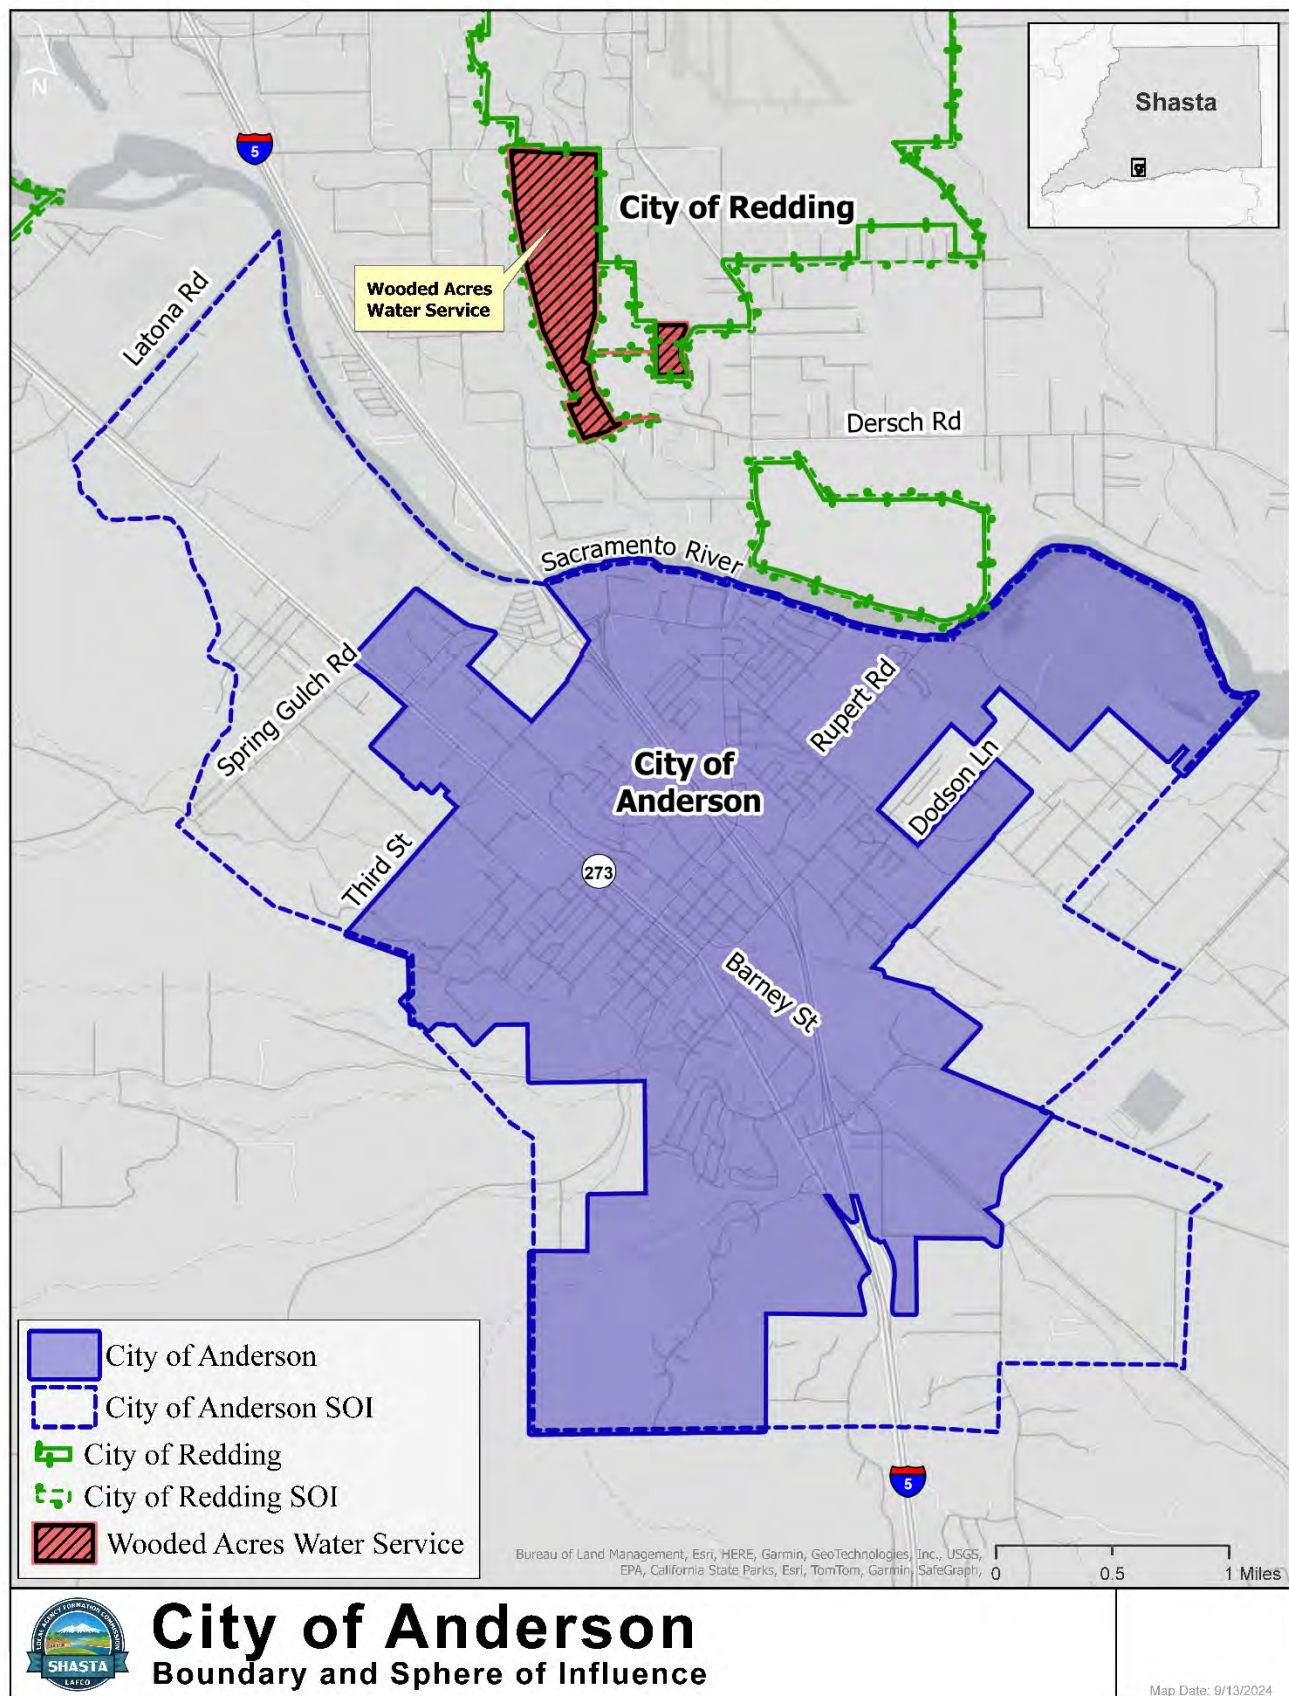 N
5
Shasta
City of Redding
Wooded Acres
Water Service
Latona Rd
Dersch Rd
Sacramento River
Spring Gulch Rd
Rupert Rd
City of
Anderson
Dodson Ln
Third St
273
Barney St
City of Anderson
City of Anderson SOI
City of Redding
City of Redding SOI
Wooded Acres Water Service
5
Bureau of Land Management, Esri, HERE, Garmin, GeoTechnologies, Inc., USGS,
EPA, California State Parks, Esri, TomTom, Garmin, SafeGraph,
0 0.5 1 Miles
LOCAL AGENCY FORMATION COMMISSION
SHASTA
LAFCO
City of Anderson
Boundary and Sphere of Influence
Map Date: 9/13/2024